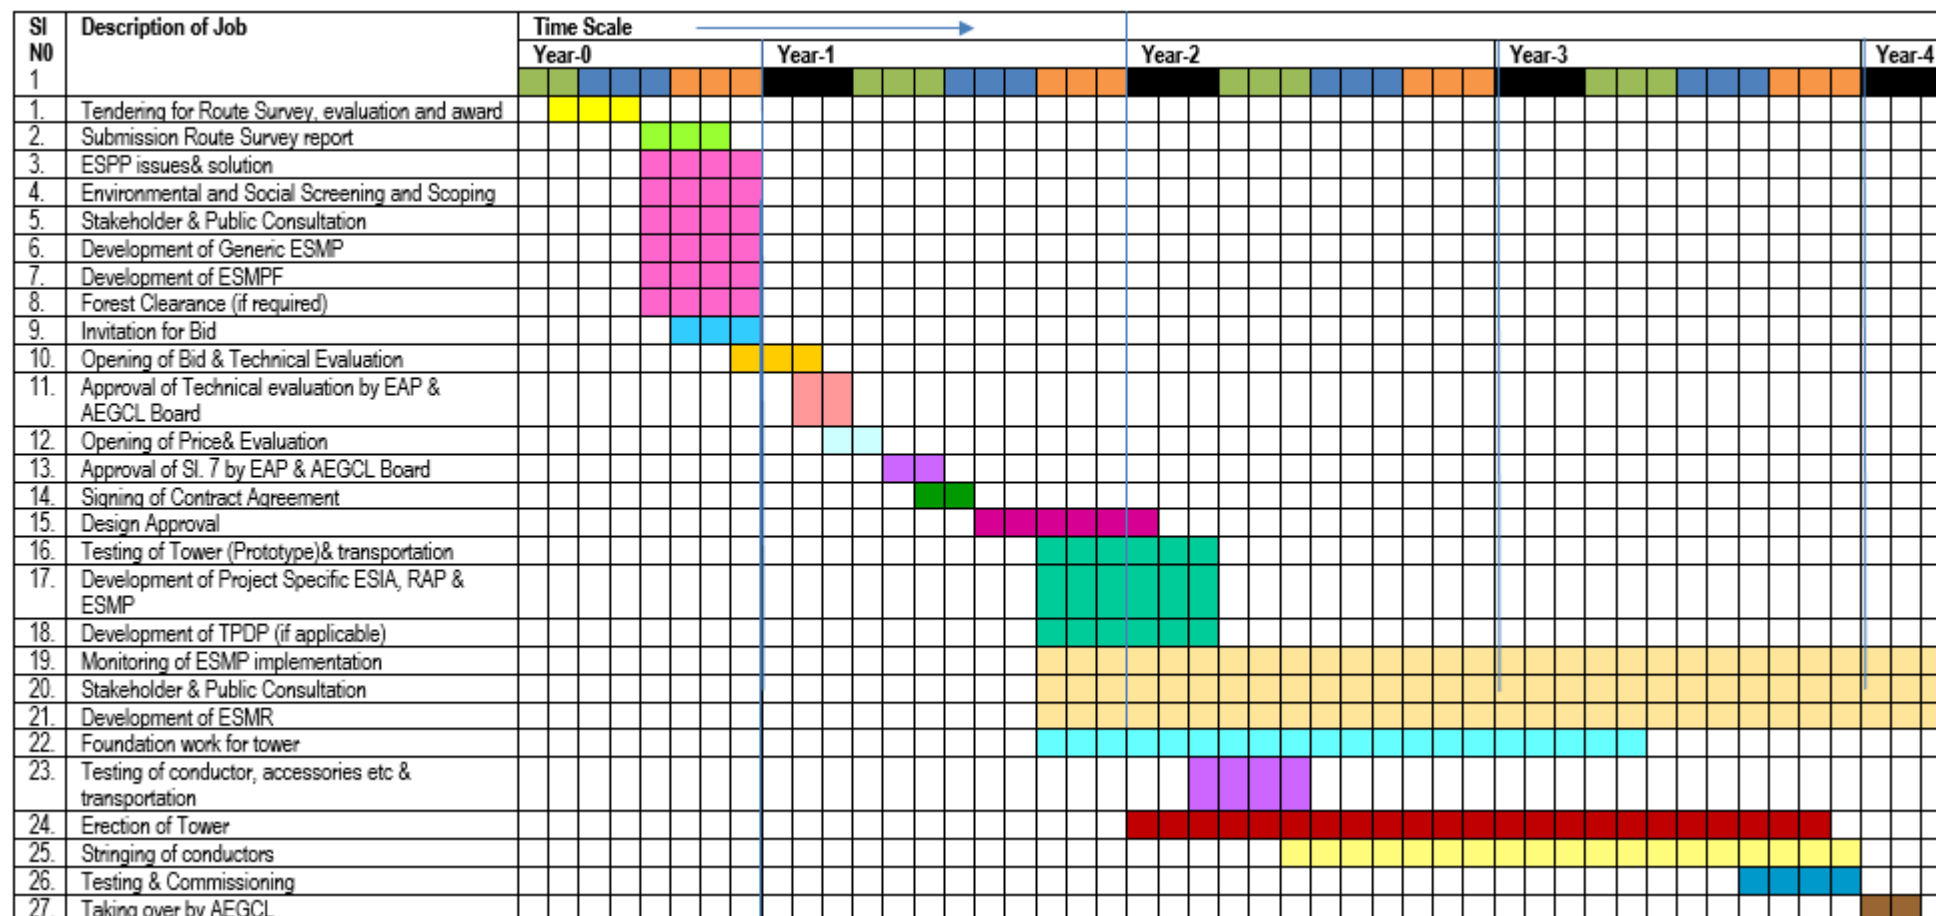 SI Description of Job Time Scale
N0 Year-0 Year-1 Year-2 Year-3 Year-4
1
1. Tendering for Route Survey, evaluation and award
2. Submission Route Survey report
3. ESPP issues& solution
4. Environmental and Social Screening and Scoping
5. Stakeholder & Public Consultation
6. Development of Generic ESMP
7. Development of ESMPF
8. Forest Clearance (if required)
9. Invitation for Bid
10. Opening of Bid & Technical Evaluation
11. Approval of Technical evaluation by EAP &
AEGCL Board
12. Opening of Price& Evaluation
13. Approval of Sl. 7 by EAP & AEGCL Board
14. Signing of Contract Agreement
15. Design Approval
16. Testing of Tower (Prototype)& transportation
17. Development of Project Specific ESIA, RAP &
ESMP
18. Development of TPDP (if applicable)
19. Monitoring of ESMP implementation
20. Stakeholder & Public Consultation
21. Development of ESMR
22. Foundation work for tower
23. Testing of conductor, accessories etc &
transportation
24. Erection of Tower
25. Stringing of conductors
26. Testing & Commissioning
27. Taking over by AEGCL